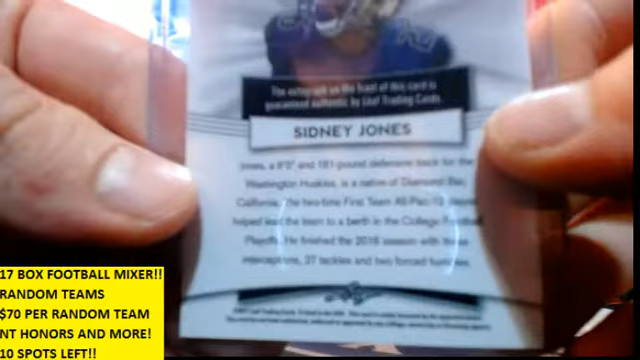 The autograph on the front of this card is
guaranteed authentic by Leaf Trading Cards.
SIDNEY JONES
Jones, a 6'0" and 181-pound defensive back for the
Washington Huskies, is a native of Diamond Bar,
California. The two-time First Team All-Pac-12
helped lead the team to a berth in the College Football
Playoffs. He finished the 2016 season with three
interceptions, 37 tackles and two forced fumbles.
17 BOX FOOTBALL MIXER!!
RANDOM TEAMS
$70 PER RANDOM TEAM
NT HONORS AND MORE!
10 SPOTS LEFT!!